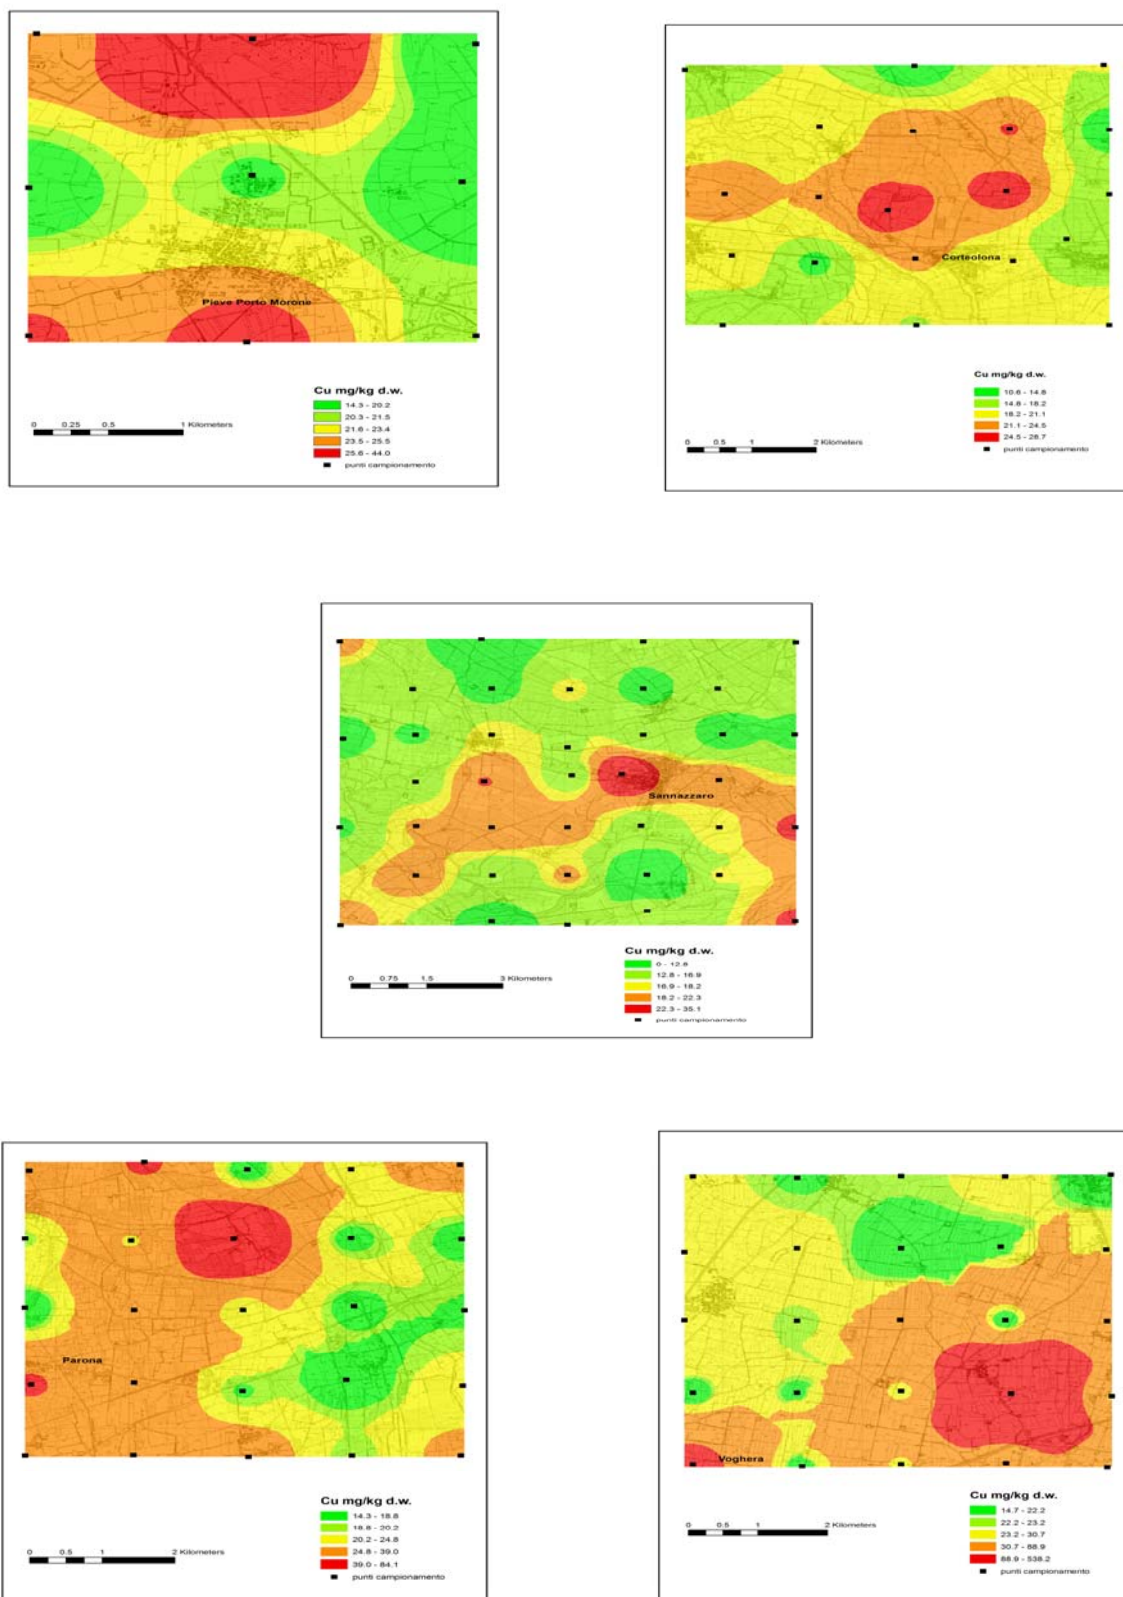 Pieve Porto Morone
Cu mg/kg d.w.
14.3 - 20.2
20.3 - 21.5
21.6 - 23.4
23.5 - 25.5
25.6 - 44.0
punti campionamento
0 0.25 0.5 1 Kilometers
Corteolona
Cu mg/kg d.w.
10.6 - 14.8
14.8 - 18.2
18.2 - 21.1
21.1 - 24.5
24.5 - 28.7
punti campionamento
0 0.5 1 2 Kilometers
Sannazzaro
Cu mg/kg d.w.
0 - 12.8
12.8 - 16.9
16.9 - 18.2
18.2 - 22.3
22.3 - 35.1
punti campionamento
0 0.75 1.5 3 Kilometers
Parona
Cu mg/kg d.w.
14.3 - 18.8
18.8 - 20.2
20.2 - 24.8
24.8 - 39.0
39.0 - 84.1
punti campionamento
0 0.5 1 2 Kilometers
Voghera
Cu mg/kg d.w.
14.7 - 22.2
22.2 - 23.2
23.2 - 30.7
30.7 - 88.9
88.9 - 538.2
punti campionamento
0 0.5 1 2 Kilometers